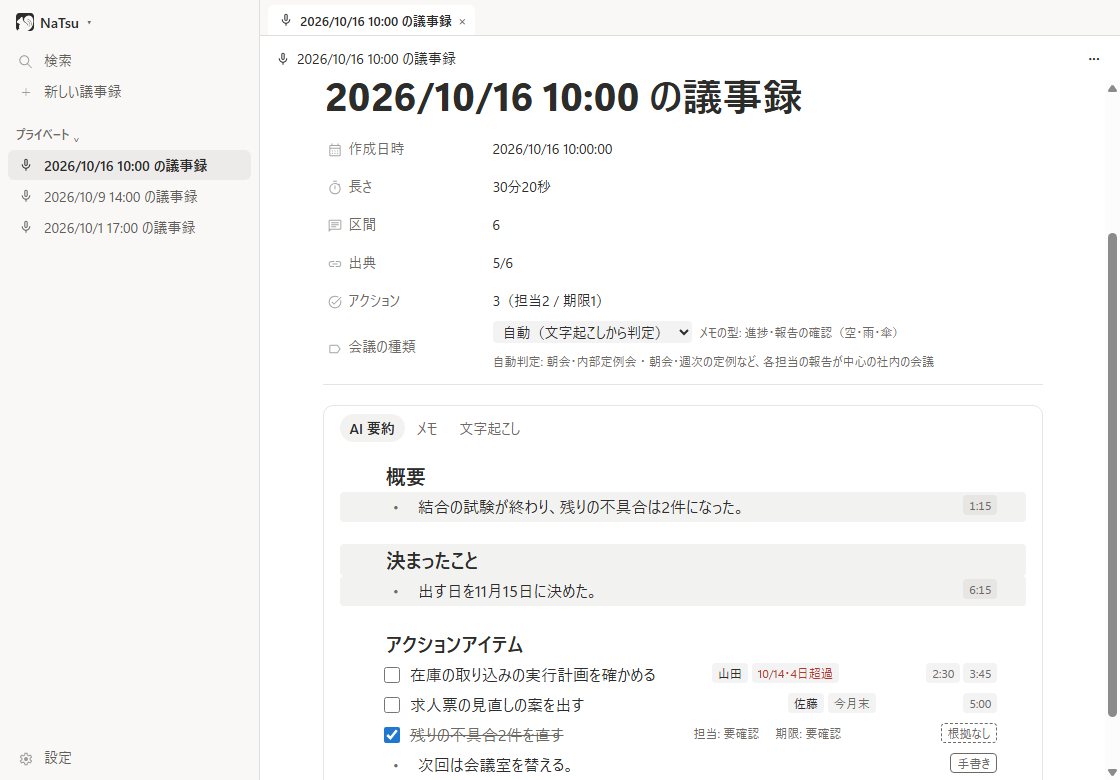 NaTsu
検索
新しい議事録
プライベート
2026/10/16 10:00 の議事録
2026/10/9 14:00 の議事録
2026/10/1 17:00 の議事録
設定
2026/10/16 10:00 の議事録 ×
2026/10/16 10:00 の議事録 …
2026/10/16 10:00 の議事録
作成日時 2026/10/16 10:00:00
長さ 30分20秒
区間 6
出典 5/6
アクション 3（担当2 / 期限1）
会議の種類 自動（文字起こしから判定） メモの型: 進捗・報告の確認（空・雨・傘）
自動判定: 朝会・内部定例会・朝会・週次の定例など、各担当の報告が中心の社内の会議
AI 要約 メモ 文字起こし
概要
• 結合の試験が終わり、残りの不具合は2件になった。 1:15
決まったこと
• 出す日を11月15日に決めた。 6:15
アクションアイテム
在庫の取り込みの実行計画を確かめる 山田 10/14・4日超過 2:30 3:45
求人票の見直しの案を出す 佐藤 今月末 5:00
残りの不具合2件を直す 担当: 要確認 期限: 要確認 根拠なし
• 次回は会議室を替える。 手書き